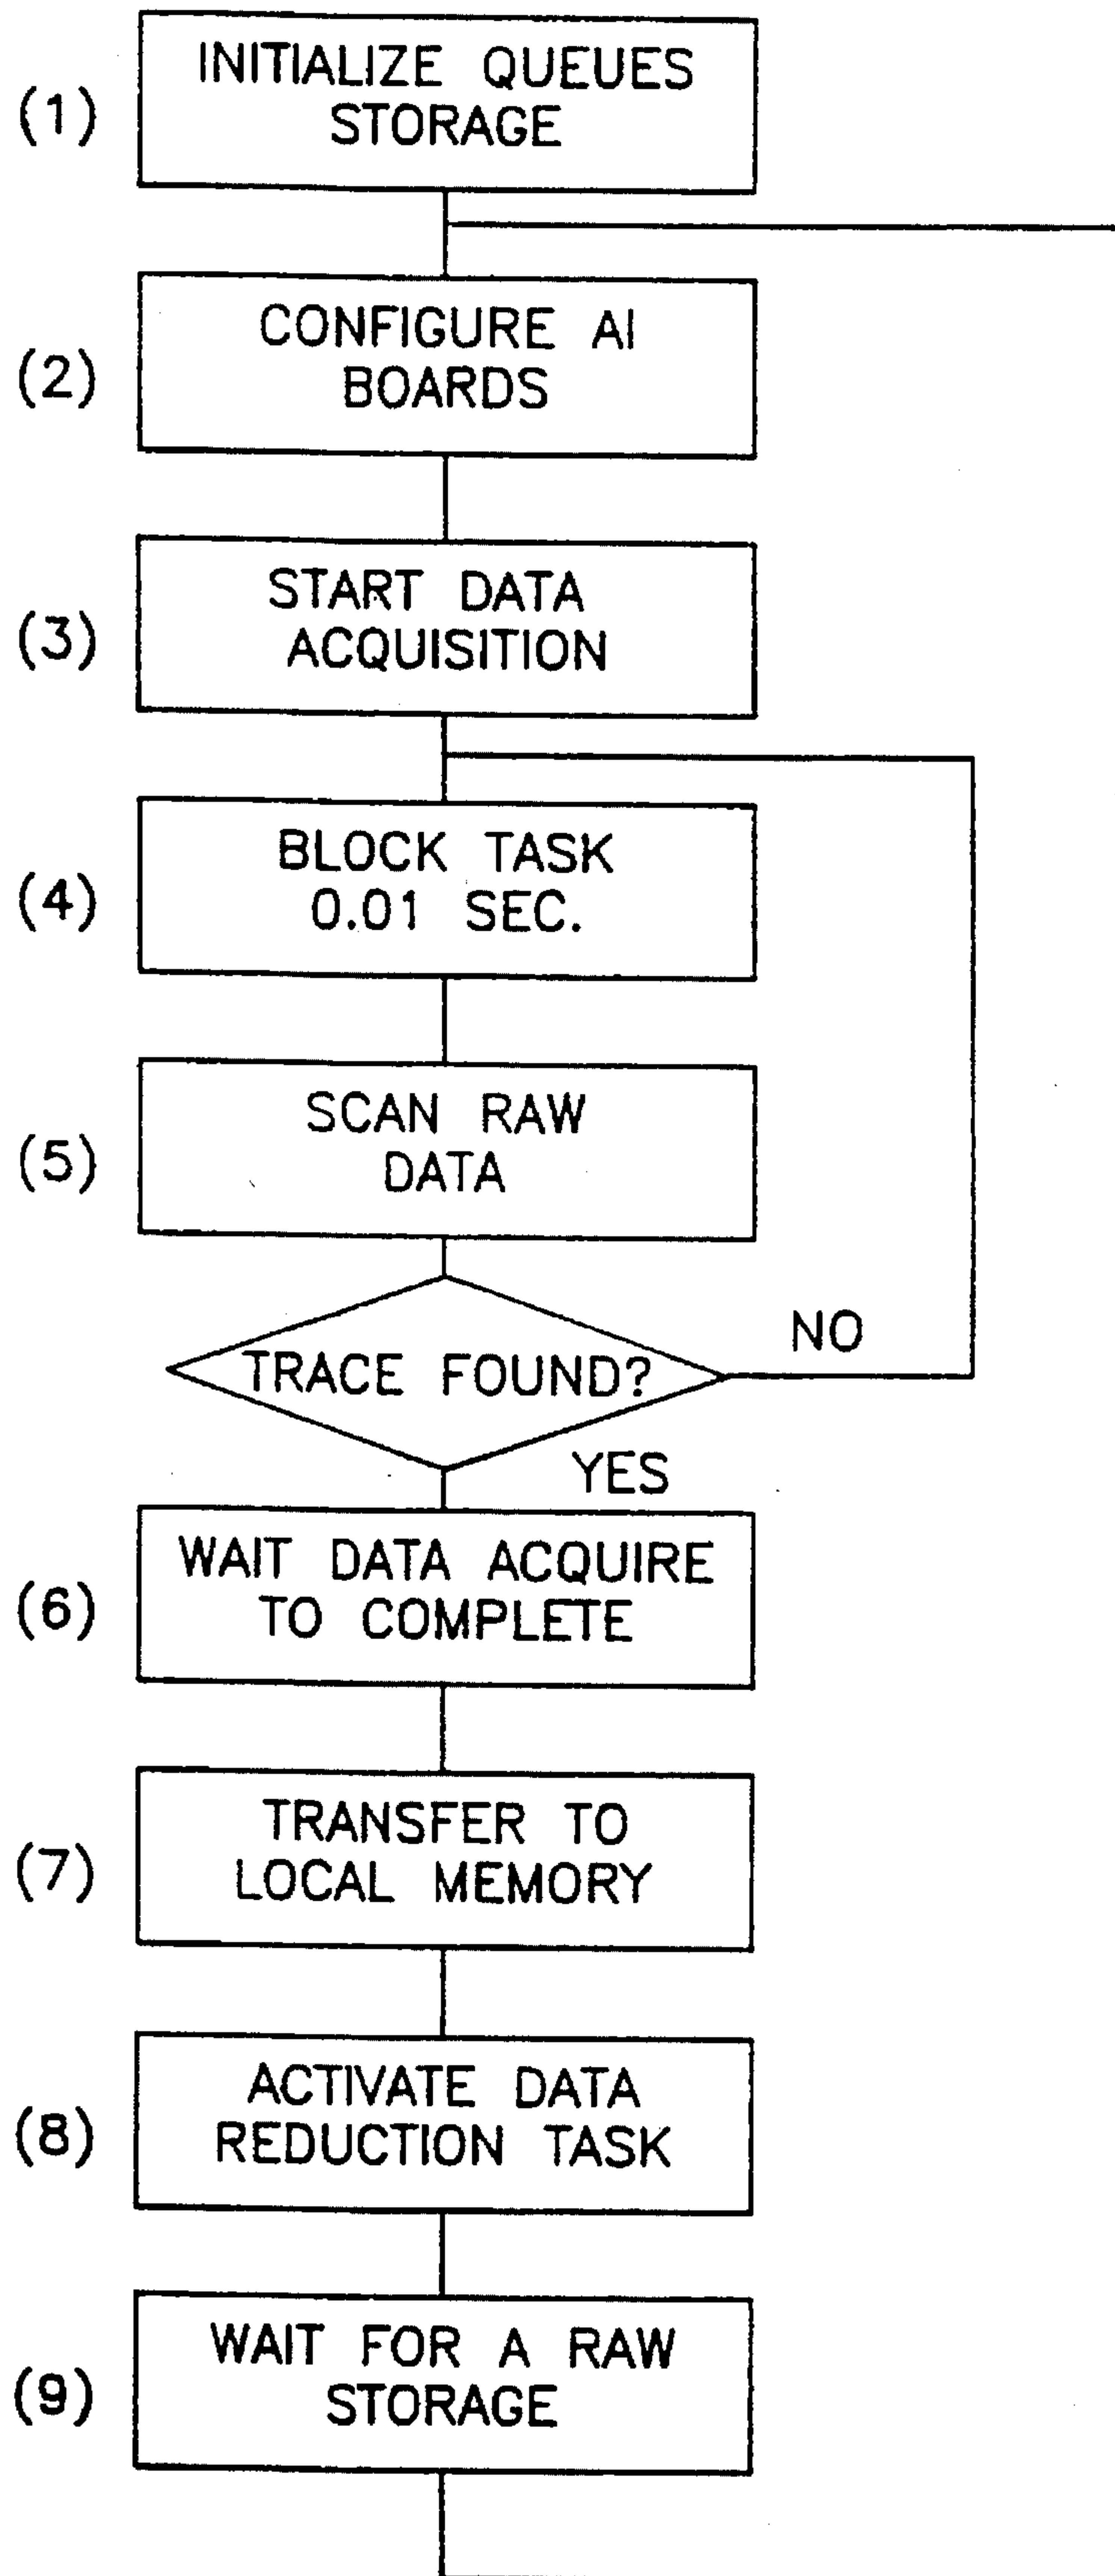 (1)
INITIALIZE QUEUES
STORAGE
(2)
CONFIGURE AI
BOARDS
(3)
START DATA
ACQUISITION
(4)
BLOCK TASK
0.01 SEC.
(5)
SCAN RAW
DATA
TRACE FOUND?
NO
YES
(6)
WAIT DATA ACQUIRE
TO COMPLETE
(7)
TRANSFER TO
LOCAL MEMORY
(8)
ACTIVATE DATA
REDUCTION TASK
(9)
WAIT FOR A RAW
STORAGE